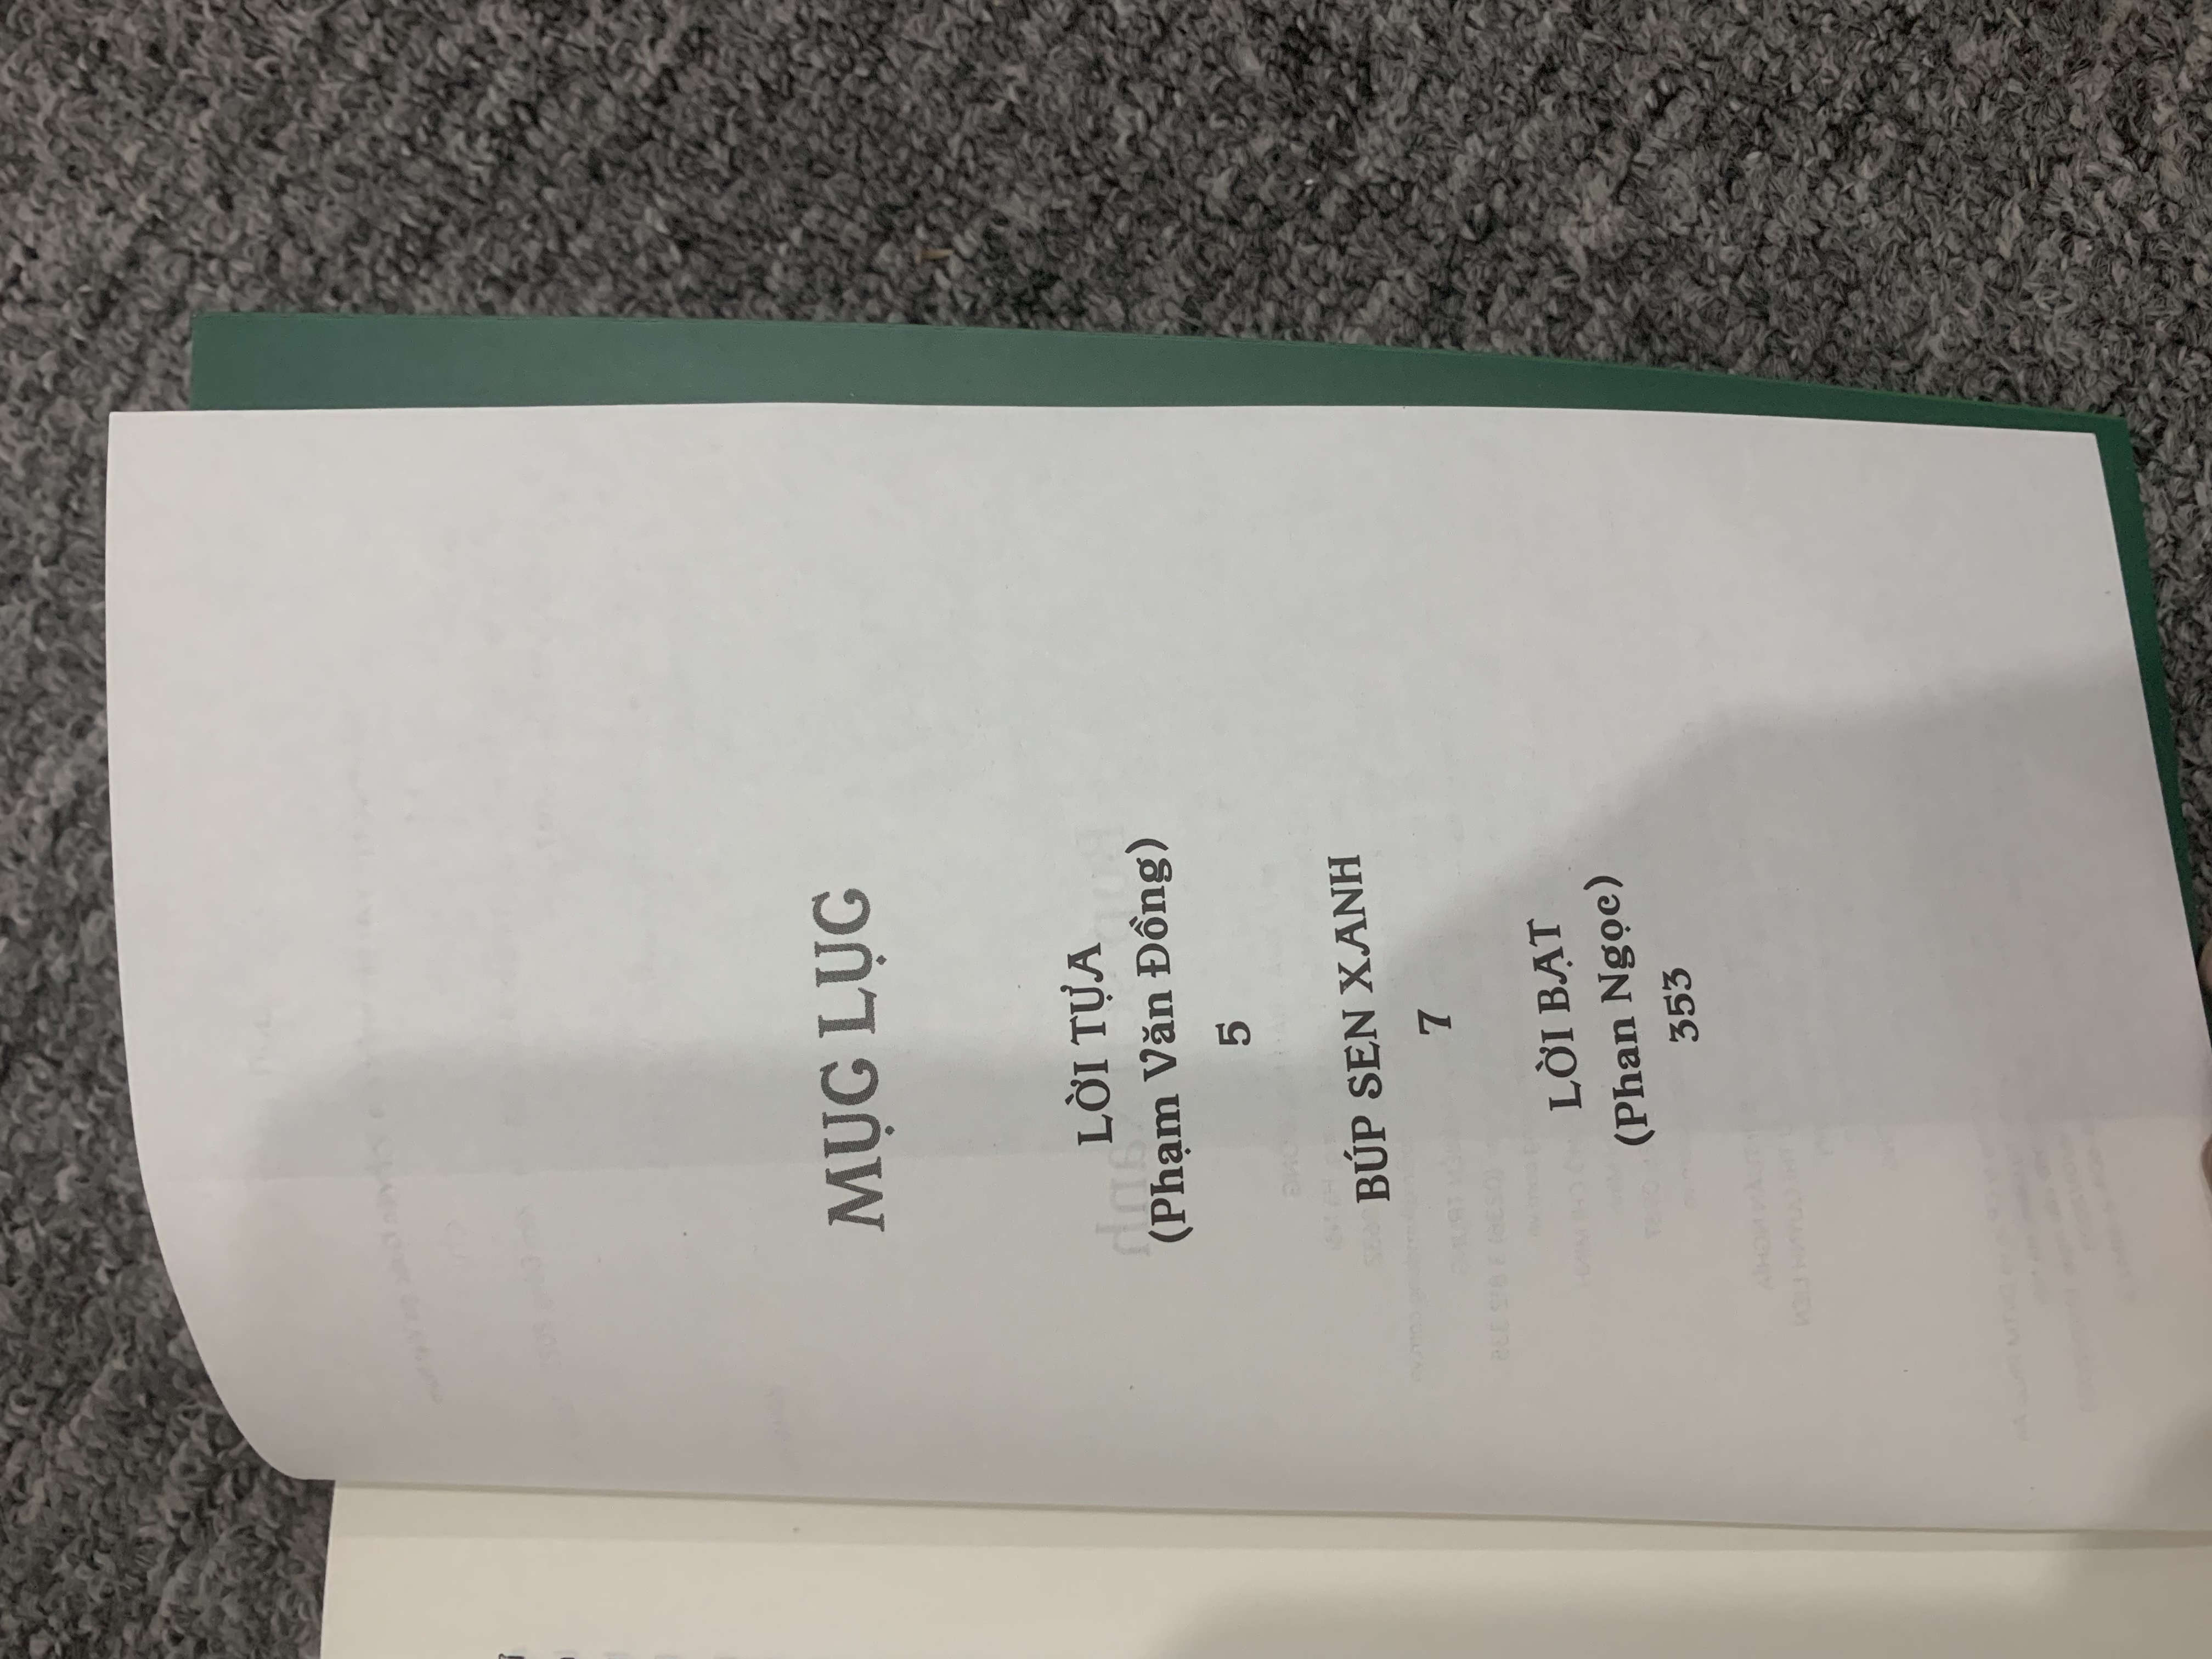 MỤC LỤC
LỜI TỰA
(Phạm Văn Đồng)
5
BÚP SEN XANH
7
LỜI BẠT
(Phan Ngọc)
353